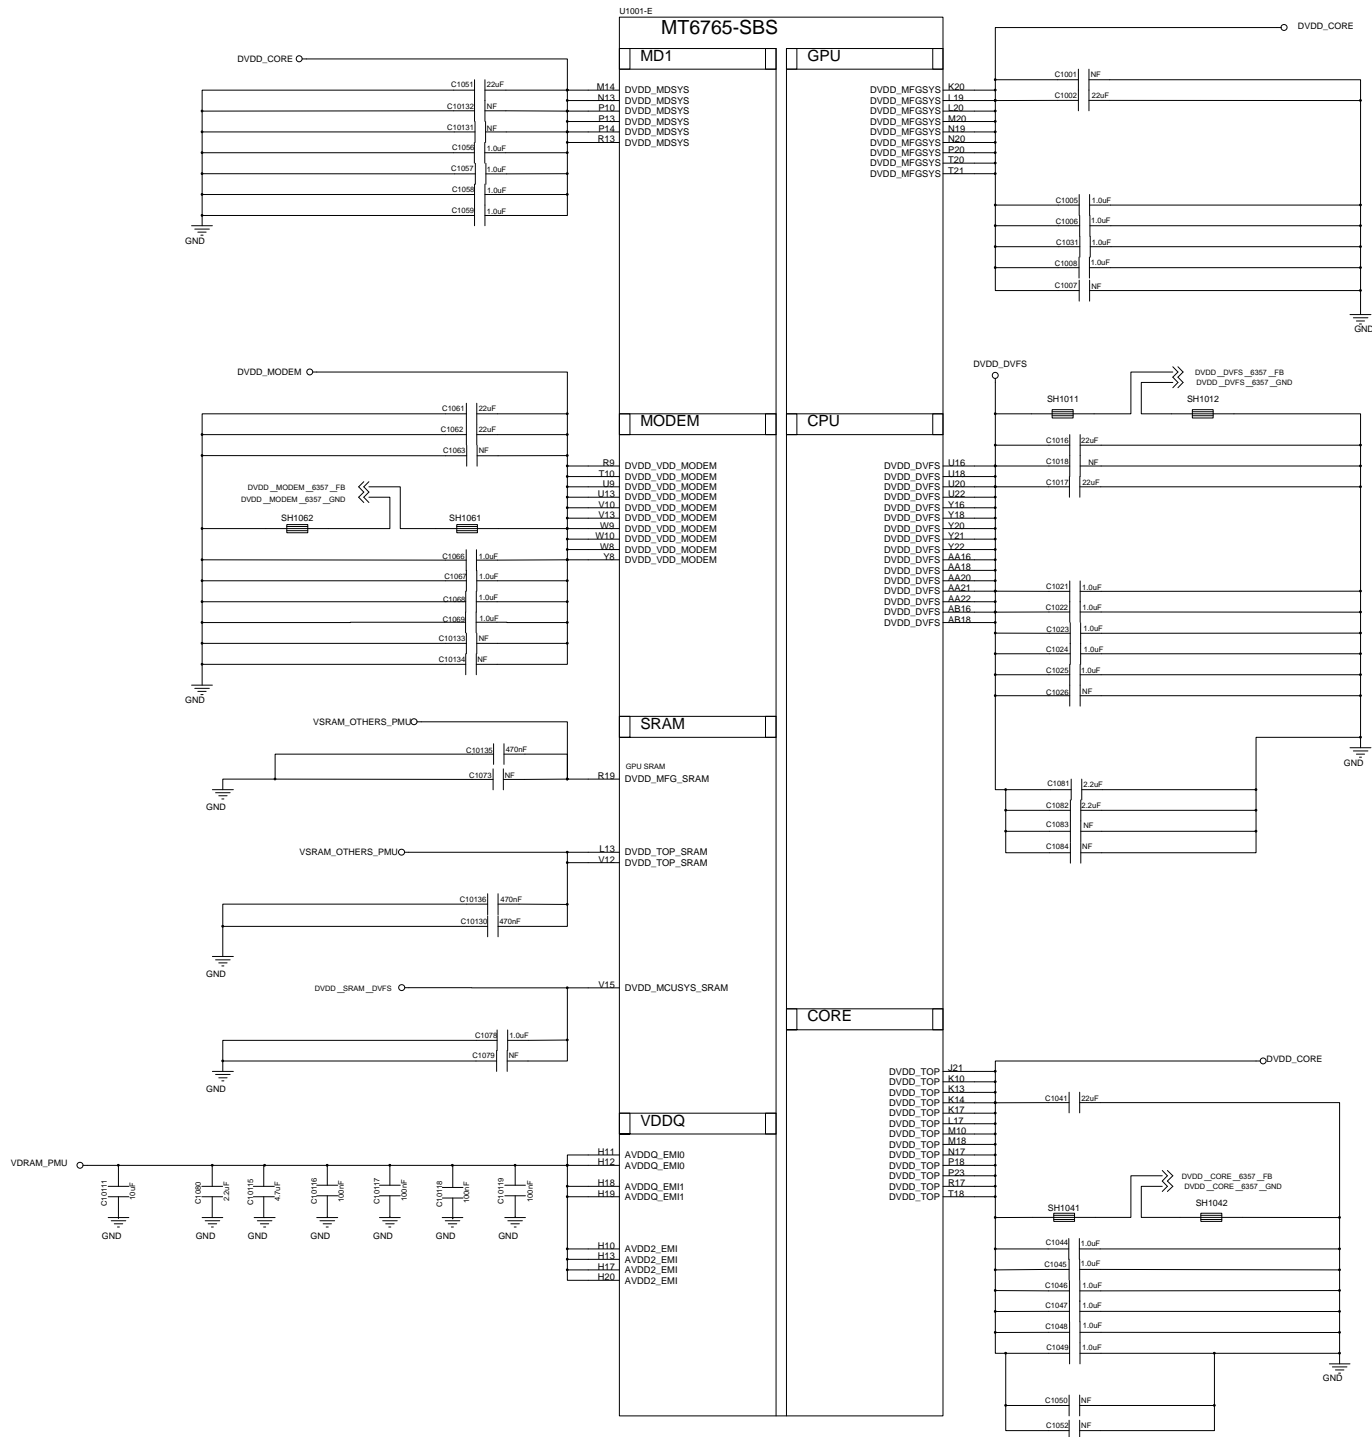 U1001-E
MT6765-SBS
MD1
GPU
DVDD_CORE
C1051 22uF
C10132 NF
C10131 NF
C1056 1.0uF
C1057 1.0uF
C1058 1.0uF
C1059 1.0uF
GND
M14 DVDD_MDSYS
N13 DVDD_MDSYS
P10 DVDD_MDSYS
P13 DVDD_MDSYS
P14 DVDD_MDSYS
R13 DVDD_MDSYS
DVDD_MFGSYS K20
DVDD_MFGSYS L19
DVDD_MFGSYS L20
DVDD_MFGSYS M20
DVDD_MFGSYS N19
DVDD_MFGSYS N20
DVDD_MFGSYS P20
DVDD_MFGSYS T20
DVDD_MFGSYS T21
DVDD_CORE
C1001 NF
C1002 22uF
C1005 1.0uF
C1006 1.0uF
C1031 1.0uF
C1008 1.0uF
C1007 NF
GND
DVDD_MODEM
C1061 22uF
C1062 22uF
C1063 NF
DVDD_MODEM_6357_FB
DVDD_MODEM_6357_GND
SH1062
SH1061
C1066 1.0uF
C1067 1.0uF
C1068 1.0uF
C1069 1.0uF
C10133 NF
C10134 NF
GND
MODEM
R9 DVDD_VDD_MODEM
T10 DVDD_VDD_MODEM
U9 DVDD_VDD_MODEM
U13 DVDD_VDD_MODEM
V10 DVDD_VDD_MODEM
V13 DVDD_VDD_MODEM
W9 DVDD_VDD_MODEM
W10 DVDD_VDD_MODEM
W8 DVDD_VDD_MODEM
Y8 DVDD_VDD_MODEM
CPU
DVDD_DVFS U16
DVDD_DVFS U18
DVDD_DVFS U20
DVDD_DVFS U22
DVDD_DVFS Y16
DVDD_DVFS Y18
DVDD_DVFS Y20
DVDD_DVFS Y21
DVDD_DVFS Y22
DVDD_DVFS AA16
DVDD_DVFS AA18
DVDD_DVFS AA20
DVDD_DVFS AA21
DVDD_DVFS AA22
DVDD_DVFS AB16
DVDD_DVFS AB18
DVDD_DVFS
DVDD_DVFS_6357_FB
DVDD_DVFS_6357_GND
SH1011
SH1012
C1016 22uF
C1018 NF
C1017 22uF
C1021 1.0uF
C1022 1.0uF
C1023 1.0uF
C1024 1.0uF
C1025 1.0uF
C1026 NF
GND
C1081 2.2uF
C1082 2.2uF
C1083 NF
C1084 NF
SRAM
VSRAM_OTHERS_PMU
C10135 470nF
C1073 NF
GND
GPU SRAM
R19 DVDD_MFG_SRAM
VSRAM_OTHERS_PMU
L13 DVDD_TOP_SRAM
V12 DVDD_TOP_SRAM
C10136 470nF
C10130 470nF
GND
DVDD_SRAM_DVFS
V15 DVDD_MCUSYS_SRAM
C1078 1.0uF
C1079 NF
GND
CORE
DVDD_TOP J21
DVDD_TOP K10
DVDD_TOP K13
DVDD_TOP K14
DVDD_TOP K17
DVDD_TOP L17
DVDD_TOP M10
DVDD_TOP M18
DVDD_TOP N17
DVDD_TOP P18
DVDD_TOP P23
DVDD_TOP R17
DVDD_TOP T18
DVDD_CORE
C1041 22uF
DVDD_CORE_6357_FB
DVDD_CORE_6357_GND
SH1041
SH1042
C1044 1.0uF
C1045 1.0uF
C1046 1.0uF
C1047 1.0uF
C1048 1.0uF
C1049 1.0uF
GND
C1050 NF
C1052 NF
VDDQ
VDRAM_PMU
C10111 10uF
C1080 2.2uF
C10115 4.7uF
C10116 100nF
C10117 100nF
C10118 100nF
C10119 100nF
GND GND GND GND GND GND GND
H11 AVDDQ_EMI0
H12 AVDDQ_EMI0
H18 AVDDQ_EMI1
H19 AVDDQ_EMI1
H10 AVDD2_EMI
H13 AVDD2_EMI
H17 AVDD2_EMI
H20 AVDD2_EMI